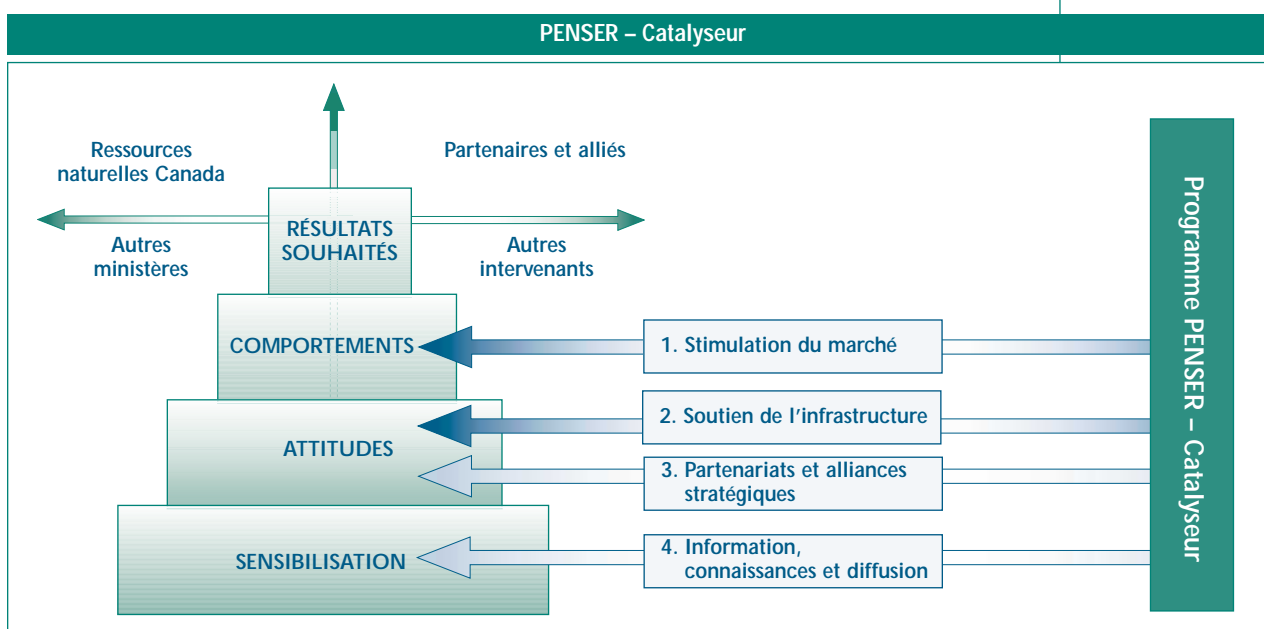 PENSER – Catalyseur
Ressources
naturelles Canada
Partenaires et alliés
Autres
ministères
RÉSULTATS
SOUHAITÉS
Autres
intervenants
COMPORTEMENTS
1. Stimulation du marché
ATTITUDES
2. Soutien de l’infrastructure
3. Partenariats et alliances
stratégiques
SENSIBILISATION
4. Information,
connaissances et diffusion
Programme PENSER – Catalyseur